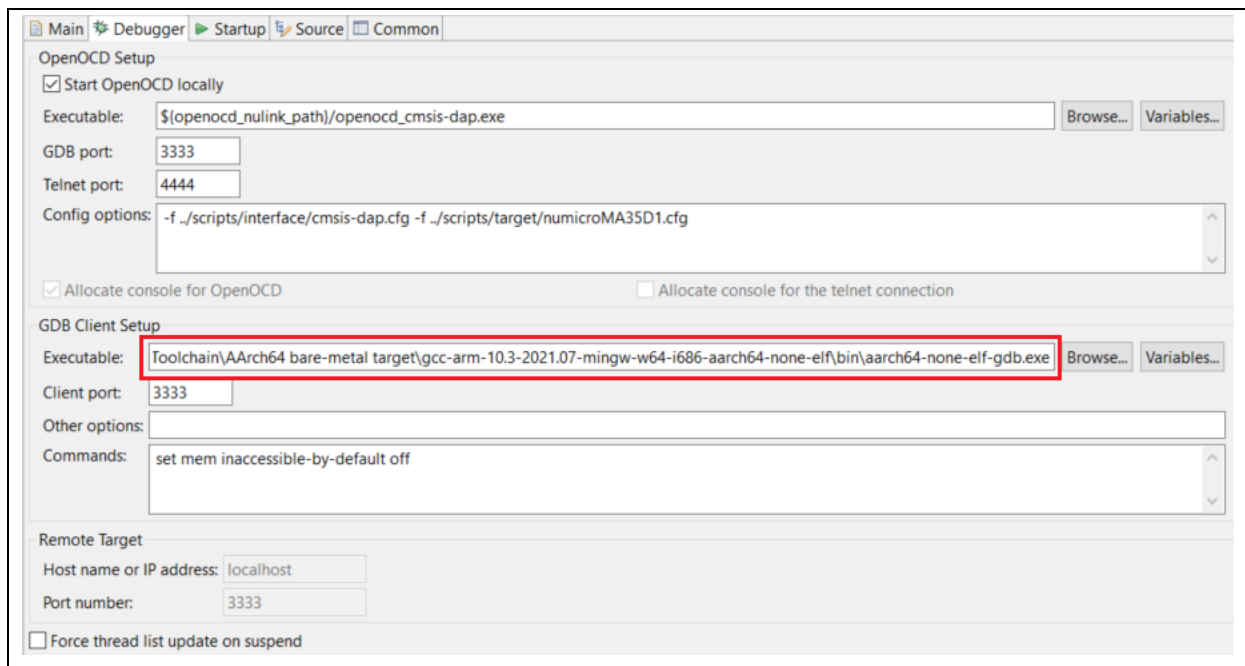 Main Debugger Startup Source Common
OpenOCD Setup
Start OpenOCD locally
Executable: ${openocd_nulink_path}/openocd_cmsis-dap.exe Browse... Variables...
GDB port: 3333
Telnet port: 4444
Config options: -f ../scripts/interface/cmsis-dap.cfg -f ../scripts/target/numicroMA35D1.cfg
Allocate console for OpenOCD Allocate console for the telnet connection
GDB Client Setup
Executable: Toolchain\AArch64 bare-metal target\gcc-arm-10.3-2021.07-mingw-w64-i686-aarch64-none-elf\bin\aarch64-none-elf-gdb.exe Browse... Variables...
Client port: 3333
Other options:
Commands: set mem inaccessible-by-default off
Remote Target
Host name or IP address: localhost
Port number: 3333
Force thread list update on suspend